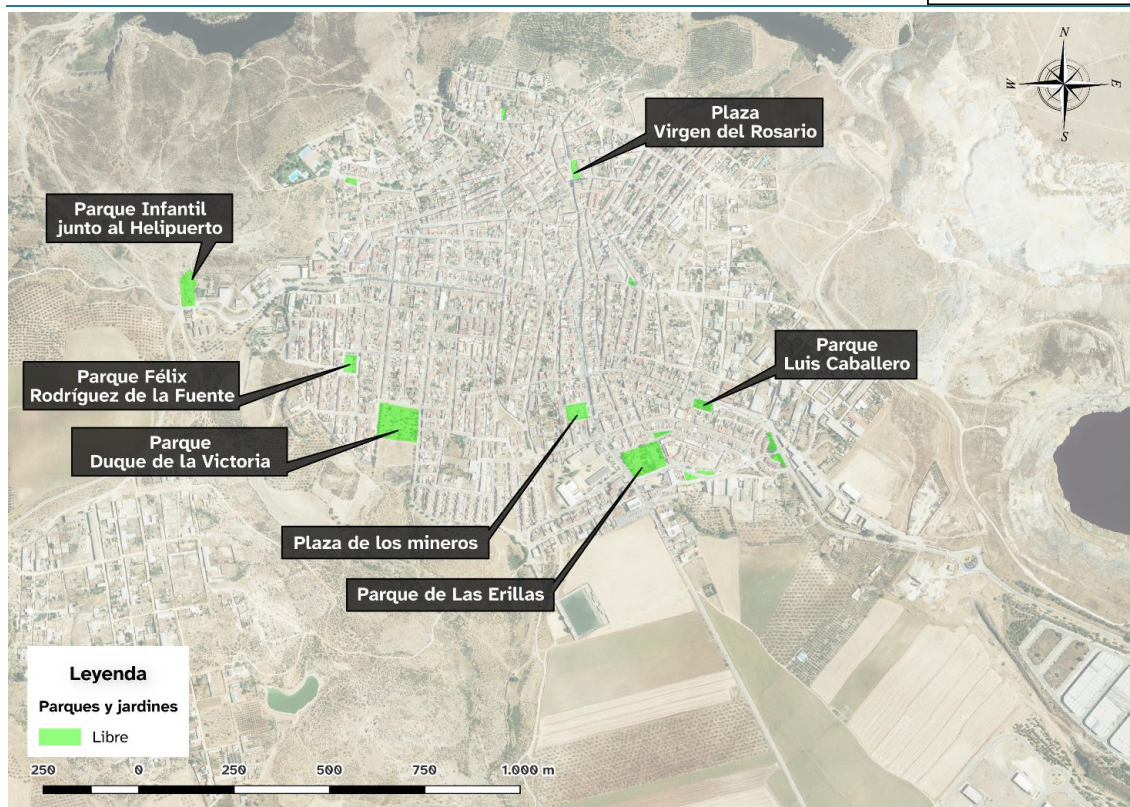 N
W
E
S
Plaza
Virgen del Rosario
Parque Infantil
junto al Helipuerto
Parque
Luis Caballero
Parque Félix
Rodríguez de la Fuente
Parque
Duque de la Victoria
Plaza de los mineros
Parque de Las Erillas
Leyenda
Parques y jardines
Libre
250 0 250 500 750 1.000 m